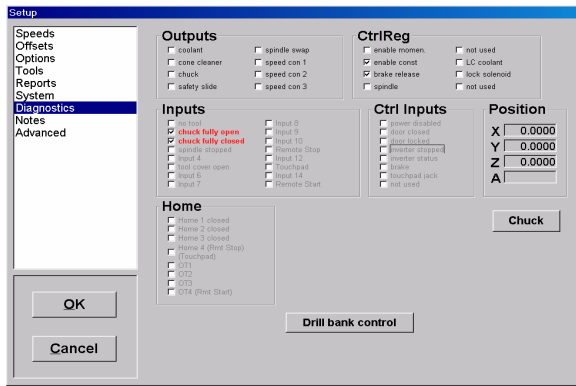 Setup
Speeds
Offsets
Options
Tools
Reports
System
Diagnostics
Notes
Advanced
OK
Cancel
Outputs
coolant
cone cleaner
chuck
safety slide
spindle swap
speed con 1
speed con 2
speed con 3
CtrlReg
enable momen.
enable const
brake release
spindle
not used
LC coolant
lock solenoid
not used
Inputs
no tool
chuck fully open
chuck fully closed
spindle stopped
Input 4
tool cover open
Input 6
Input 7
Input 8
Input 9
Input 10
Remote Stop
Input 12
Touchpad
Input 14
Remote Start
Ctrl Inputs
power disabled
door closed
door locked
inverter stopped
inverter status
brake
touchpad jack
not used
Position
X 0.0000
Y 0.0000
Z 0.0000
A
Chuck
Home
Home 1 closed
Home 2 closed
Home 3 closed
Home 4 (Rmt Stop)
(Touchpad)
OT1
OT2
OT3
OT4 (Rmt Start)
Drill bank control